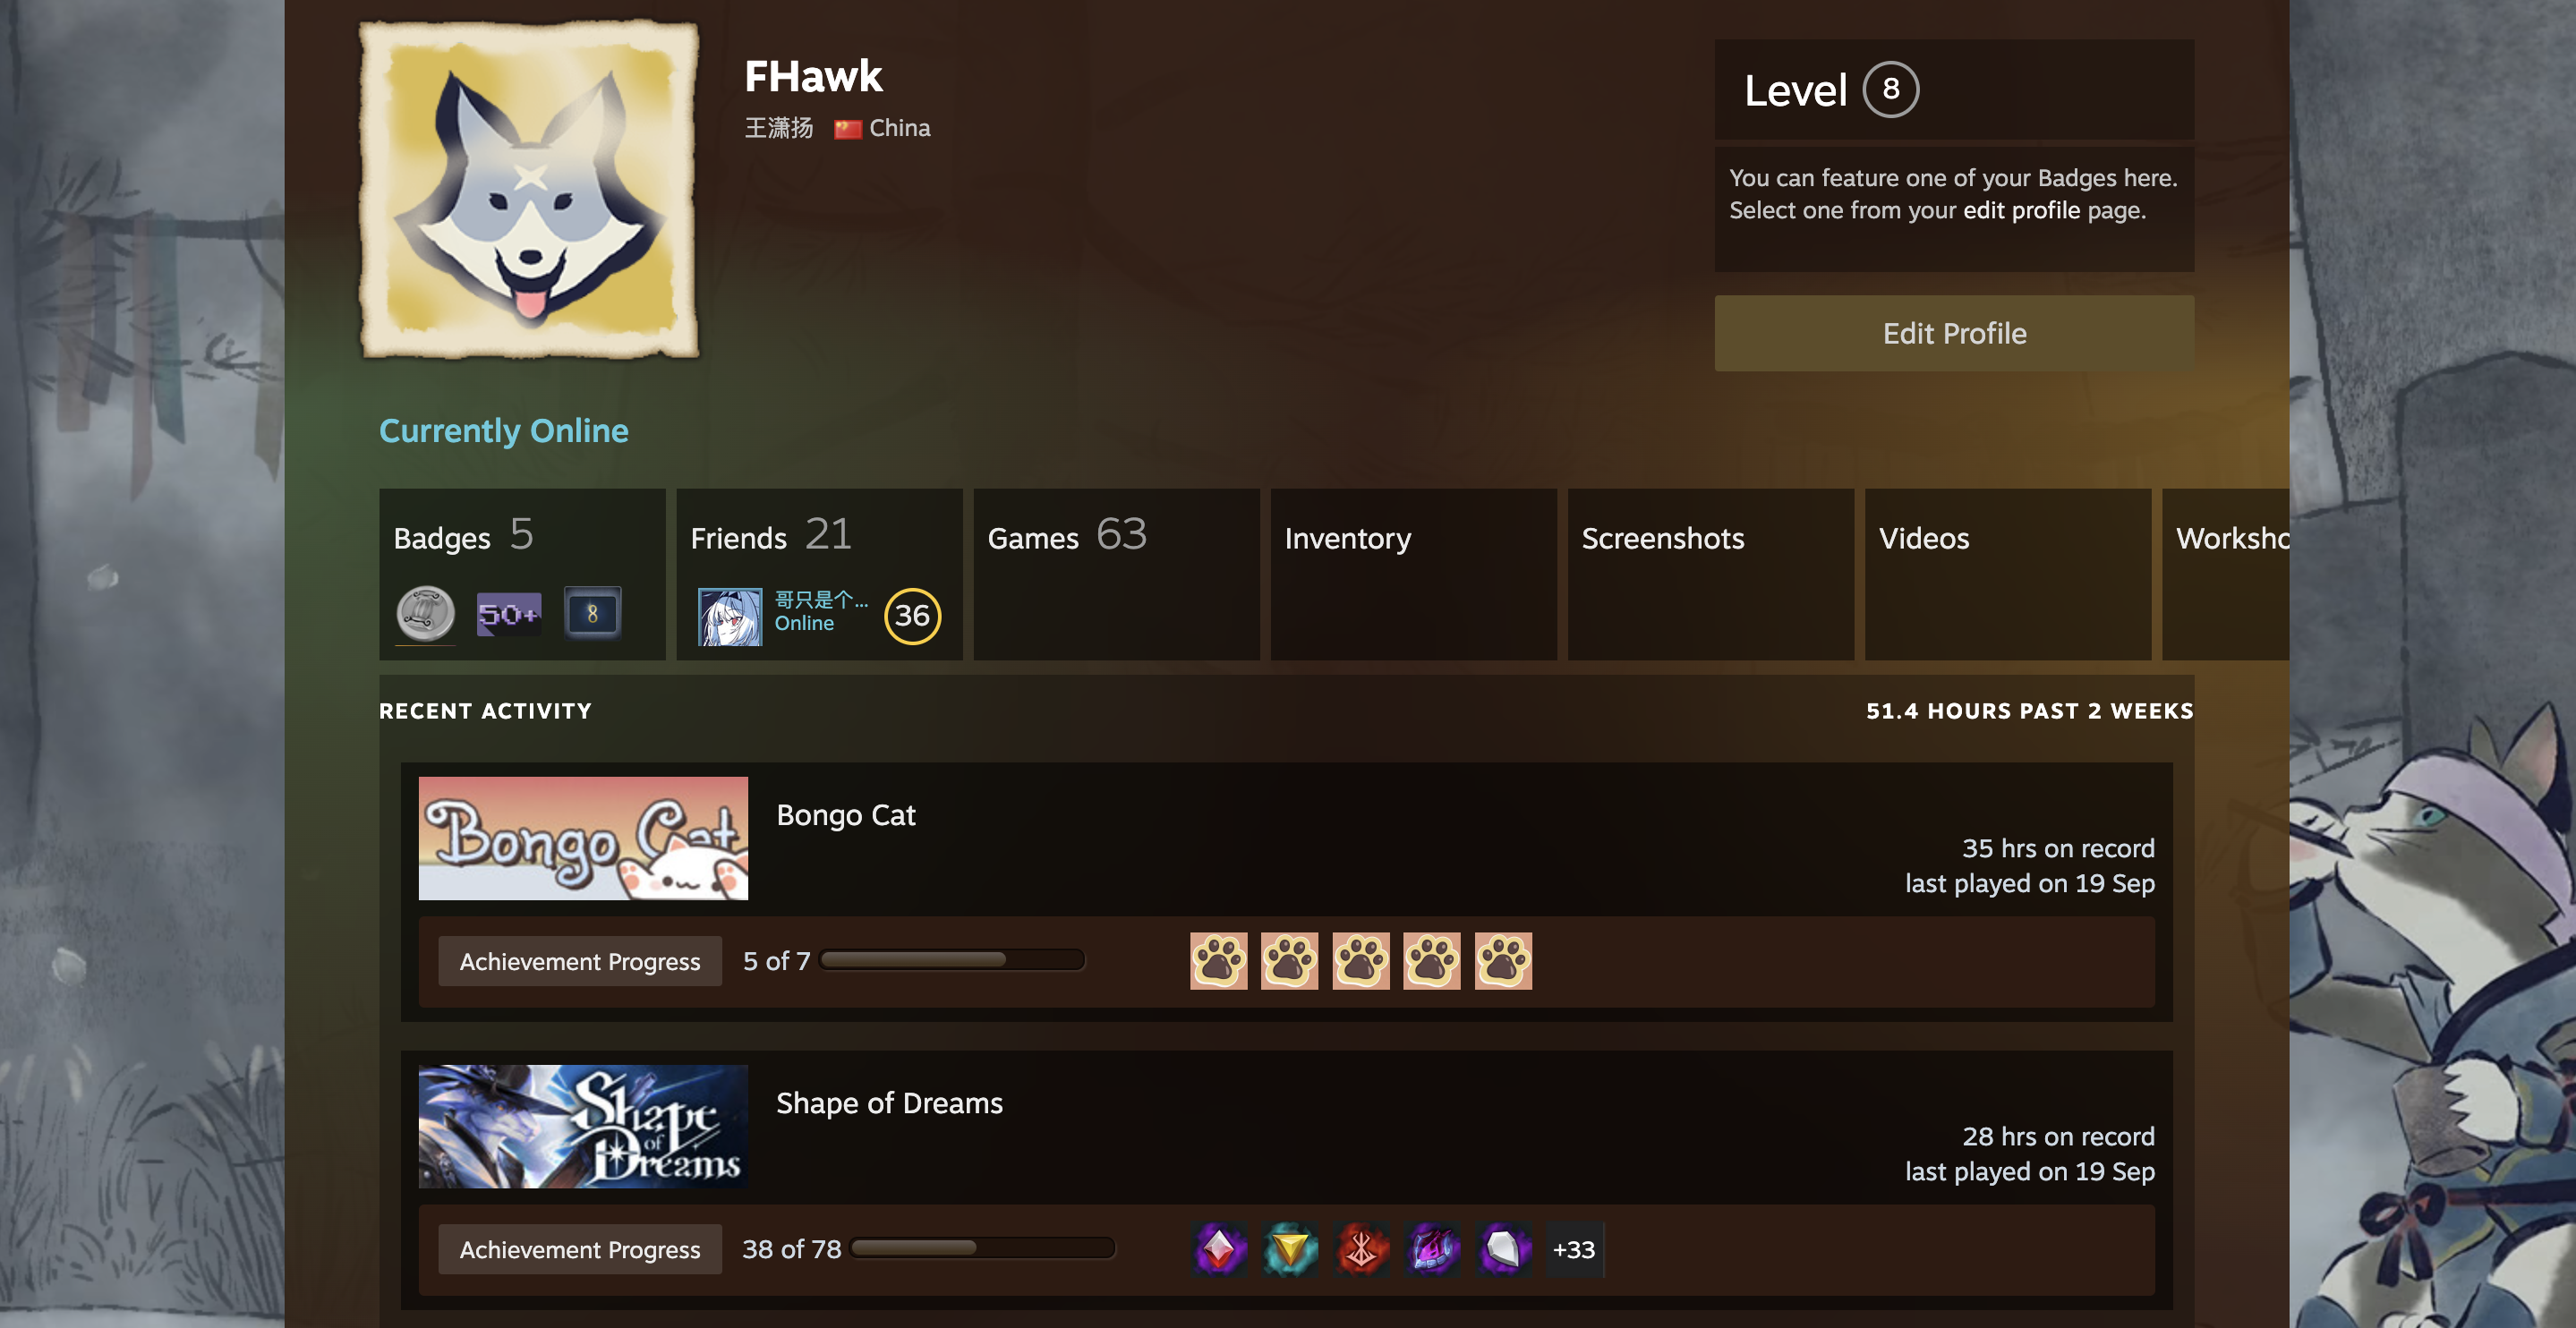 FHawk
王潇扬 China
Level 8
You can feature one of your Badges here.
Select one from your edit profile page.
Edit Profile
Currently Online
Badges 5
50+
8
Friends 21
哥只是个...
Online
36
Games 63
Inventory
Screenshots
Videos
Worksho
RECENT ACTIVITY
51.4 HOURS PAST 2 WEEKS
Bongo Cat
Bongo Cat
35 hrs on record
last played on 19 Sep
Achievement Progress 5 of 7
Shape
of
Dreams
Shape of Dreams
28 hrs on record
last played on 19 Sep
Achievement Progress 38 of 78
+33